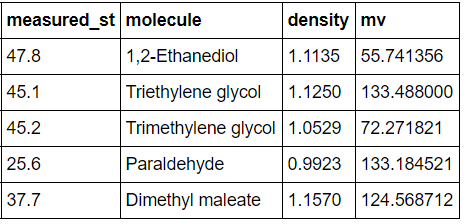 measured_st molecule density mv
47.8 1,2-Ethanediol 1.1135 55.741356
45.1 Triethylene glycol 1.1250 133.488000
45.2 Trimethylene glycol 1.0529 72.271821
25.6 Paraldehyde 0.9923 133.184521
37.7 Dimethyl maleate 1.1570 124.568712